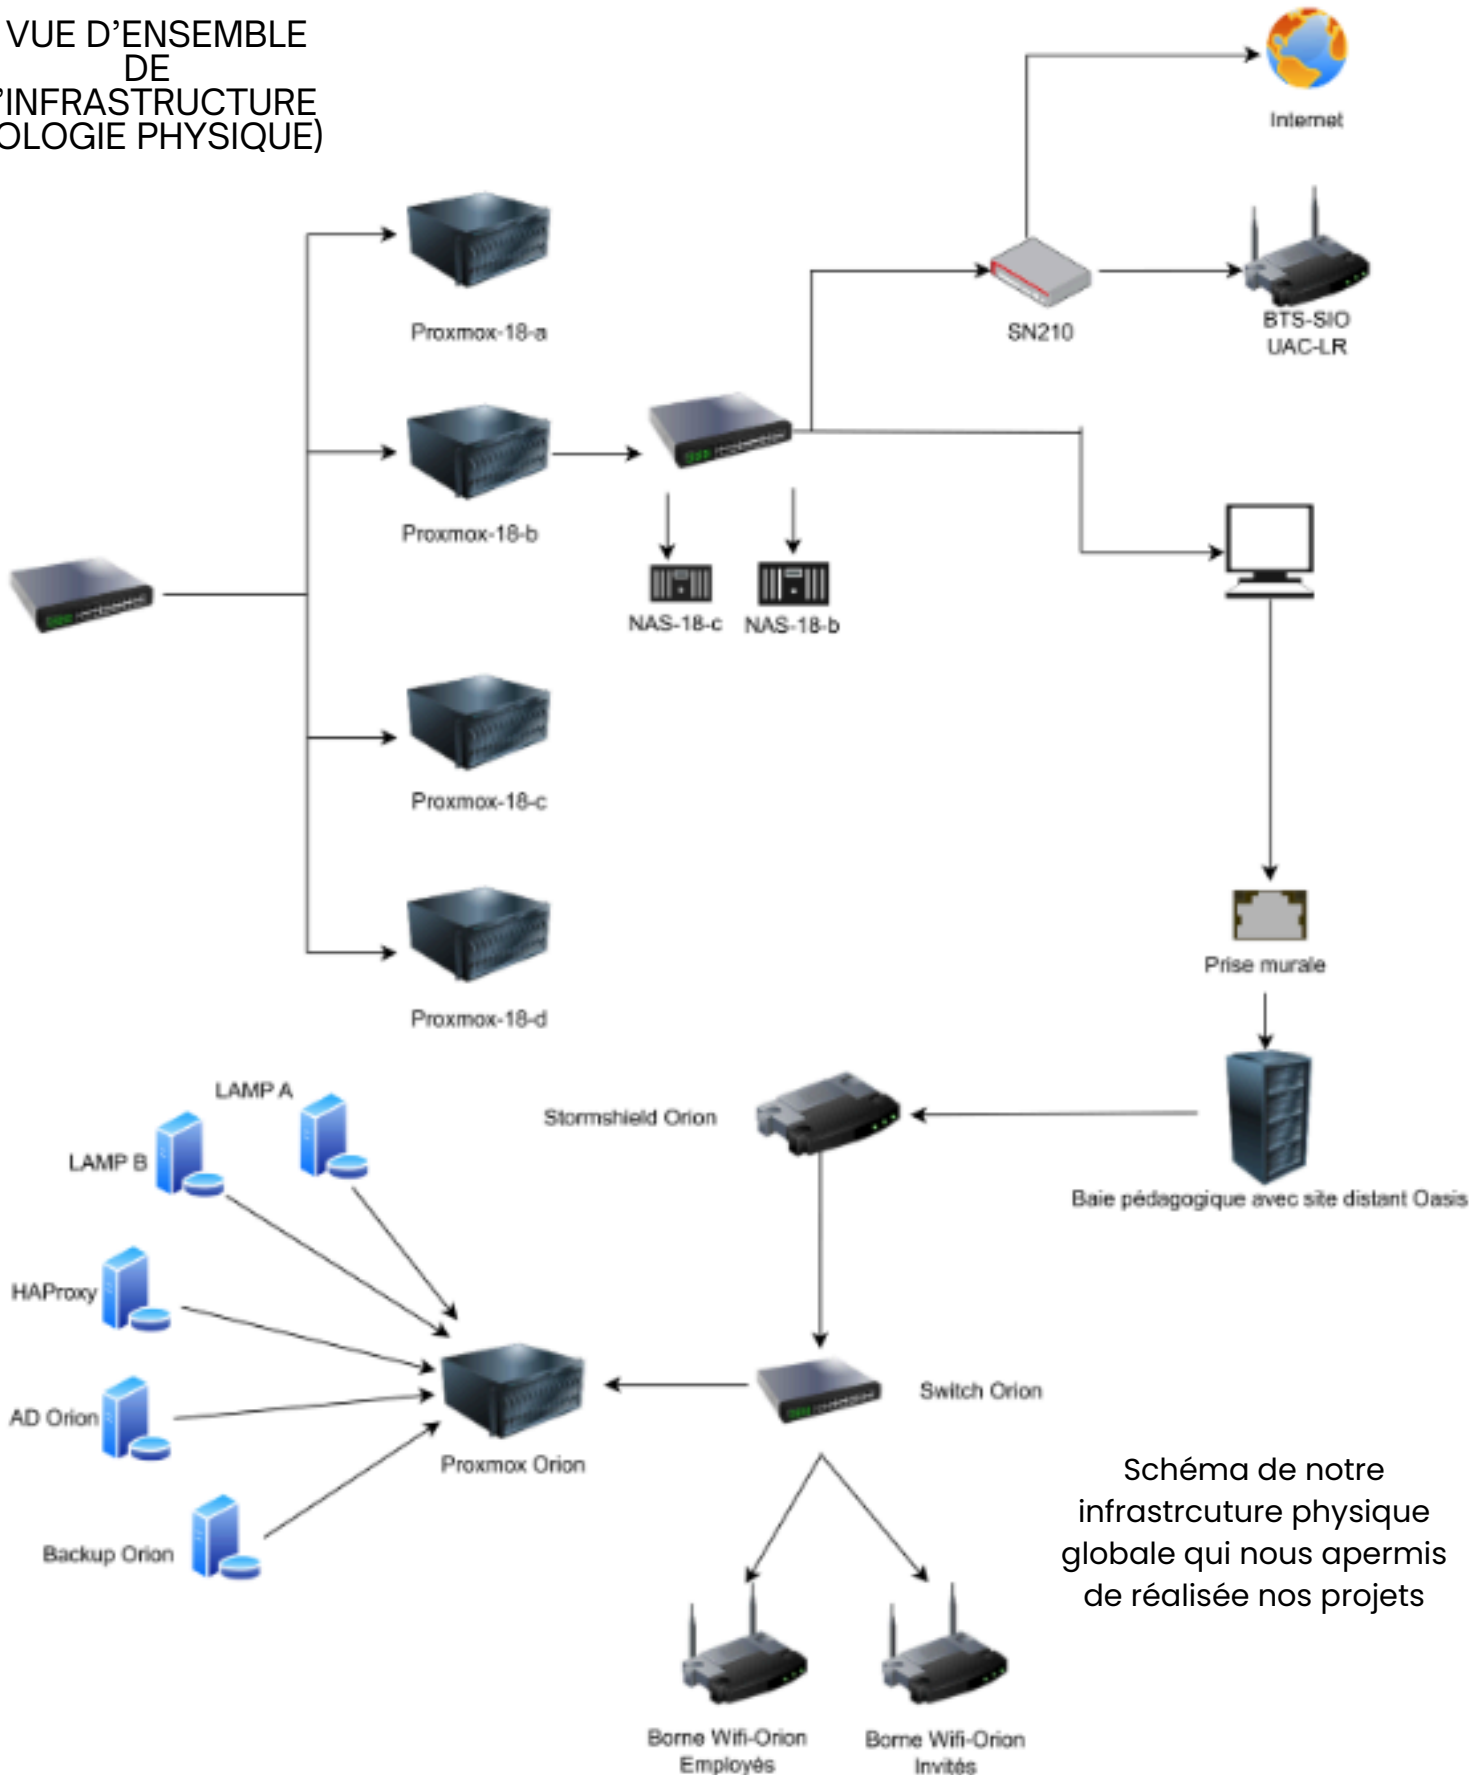 VUE D'ENSEMBLE
DE
'INFRASTRUCTURE
OLOGIE PHYSIQUE)
Internet
Proxmox-18-a
SN210
BTS-SIO
UAC-LR
Proxmox-18-b
NAS-18-c
NAS-18-b
Proxmox-18-c
Prise murale
Proxmox-18-d
LAMP A
Stormshield Orion
LAMP B
Baie pédagogique avec site distant Oasis
HAProxy
Switch Orion
AD Orion
Proxmox Orion
Schéma de notre
infrastrcuture physique
globale qui nous apermis
de réalisée nos projets
Backup Orion
Borne Wifi-Orion
Employés
Borne Wifi-Orion
Invités